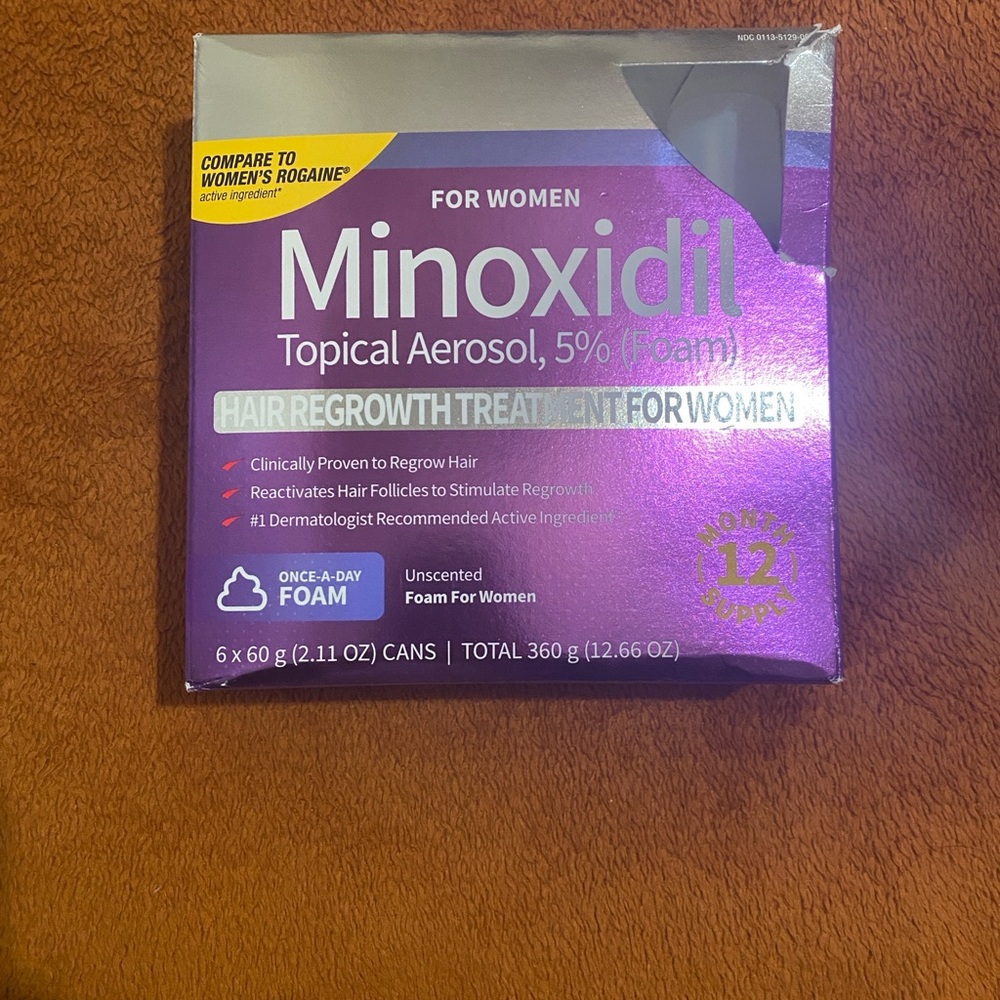 NDC 0113-5129-0
COMPARE TO
WOMEN'S ROGAINE®
active ingredient*
FOR WOMEN
Minoxidil
Topical Aerosol, 5% (Foam)
HAIR REGROWTH TREATMENT FOR WOMEN
Clinically Proven to Regrow Hair
Reactivates Hair Follicles to Stimulate Regrowth
#1 Dermatologist Recommended Active Ingredient
MONTH
12
SUPPLY
ONCE-A-DAY
FOAM
Unscented
Foam For Women
6 x 60 g (2.11 OZ) CANS | TOTAL 360 g (12.66 OZ)